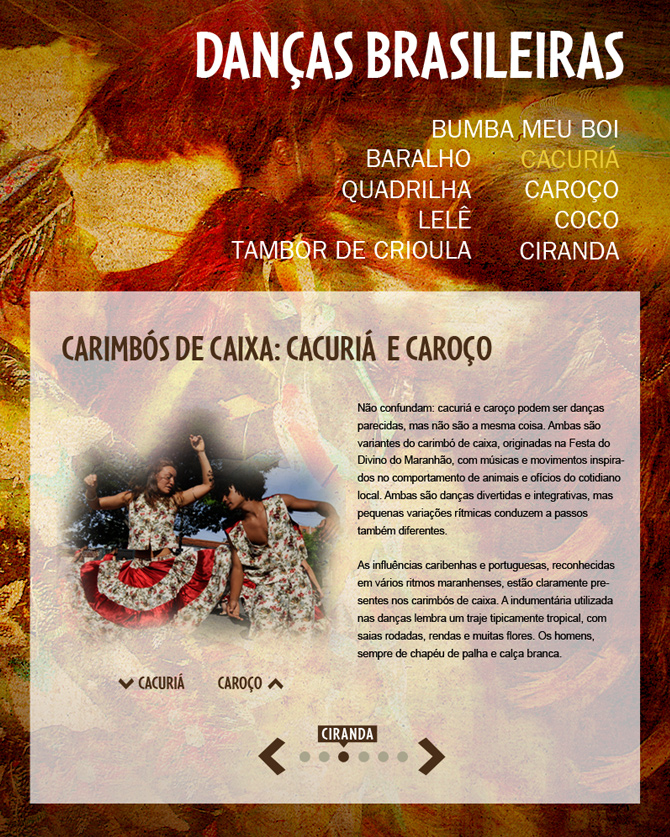 DANÇAS BRASILEIRAS
BUMBA MEU BOI
BARALHO CACURIÁ
QUADRILHA CAROÇO
LELÊ COCO
TAMBOR DE CRIOULA CIRANDA
CARIMBÓS DE CAIXA: CACURIÁ E CAROÇO
Não confundam: cacuriá e caroço podem ser danças
parecidas, mas não são a mesma coisa. Ambas são
variantes do carimbó de caixa, originadas na Festa do
Divino do Maranhão, com músicas e movimentos inspira-
dos no comportamento de animais e ofícios do cotidiano
local. Ambas são danças divertidas e integrativas, mas
pequenas variações rítmicas conduzem a passos
também diferentes.
As influências caribenhas e portuguesas, reconhecidas
em vários ritmos maranhenses, estão claramente pre-
sentes nos carimbós de caixa. A indumentária utilizada
nas danças lembra um traje tipicamente tropical, com
saias rodadas, rendas e muitas flores. Os homens,
sempre de chapéu de palha e calça branca.
CACURIÁ CAROÇO
CIRANDA